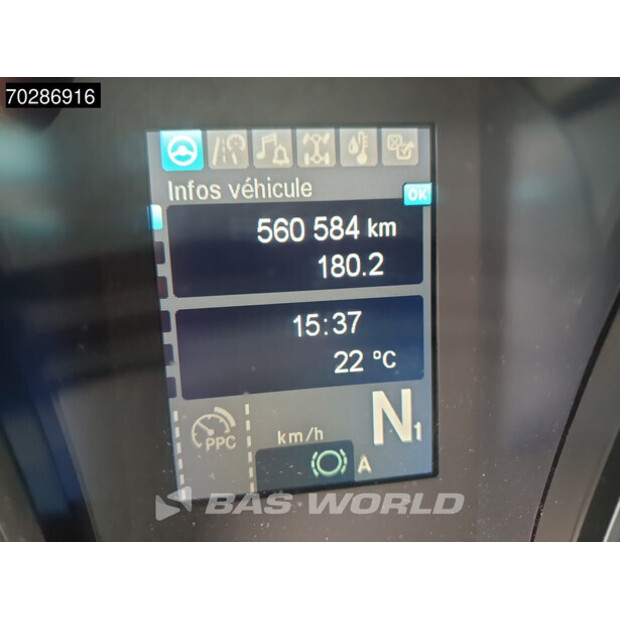 70286916
Infos véhicule
OK
560 584 km
180.2
15:37
22 °C
PPC
km/h
N1
A
BAS WORLD